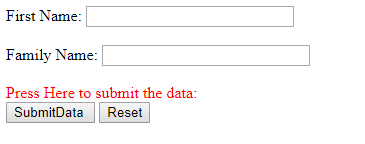 First Name:
Family Name:
Press Here to submit the data:
SubmitData Reset